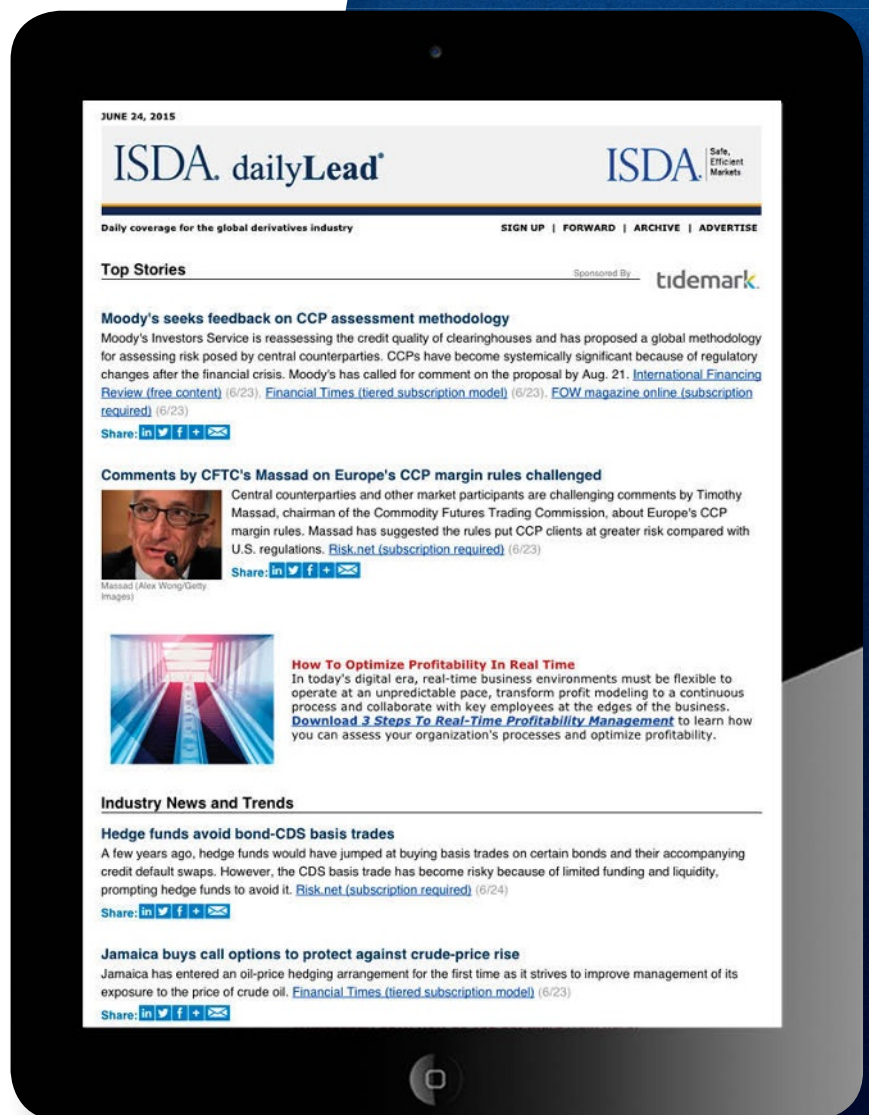 JUNE 24, 2015
ISDA. dailyLead®
ISDA. Safe,
Efficient
Markets
Daily coverage for the global derivatives industry
SIGN UP | FORWARD | ARCHIVE | ADVERTISE
Top Stories
Sponsored By tidemark.
Moody's seeks feedback on CCP assessment methodology
Moody's Investors Service is reassessing the credit quality of clearinghouses and has proposed a global methodology
for assessing risk posed by central counterparties. CCPs have become systemically significant because of regulatory
changes after the financial crisis. Moody's has called for comment on the proposal by Aug. 21. International Financing
Review (free content) (6/23), Financial Times (tiered subscription model) (6/23), FOW magazine online (subscription
required) (6/23)
Share: in f +
Comments by CFTC's Massad on Europe's CCP margin rules challenged
Central counterparties and other market participants are challenging comments by Timothy
Massad, chairman of the Commodity Futures Trading Commission, about Europe's CCP
margin rules. Massad has suggested the rules put CCP clients at greater risk compared with
U.S. regulations. Risk.net (subscription required) (6/23)
Share: in f +
Massad (Alex Wong/Getty
Images)
How To Optimize Profitability In Real Time
In today's digital era, real-time business environments must be flexible to
operate at an unpredictable pace, transform profit modeling to a continuous
process and collaborate with key employees at the edges of the business.
Download 3 Steps To Real-Time Profitability Management to learn how
you can assess your organization's processes and optimize profitability.
Industry News and Trends
Hedge funds avoid bond-CDS basis trades
A few years ago, hedge funds would have jumped at buying basis trades on certain bonds and their accompanying
credit default swaps. However, the CDS basis trade has become risky because of limited funding and liquidity,
prompting hedge funds to avoid it. Risk.net (subscription required) (6/24)
Share: in f +
Jamaica buys call options to protect against crude-price rise
Jamaica has entered an oil-price hedging arrangement for the first time as it strives to improve management of its
exposure to the price of crude oil. Financial Times (tiered subscription model) (6/23)
Share: in f +